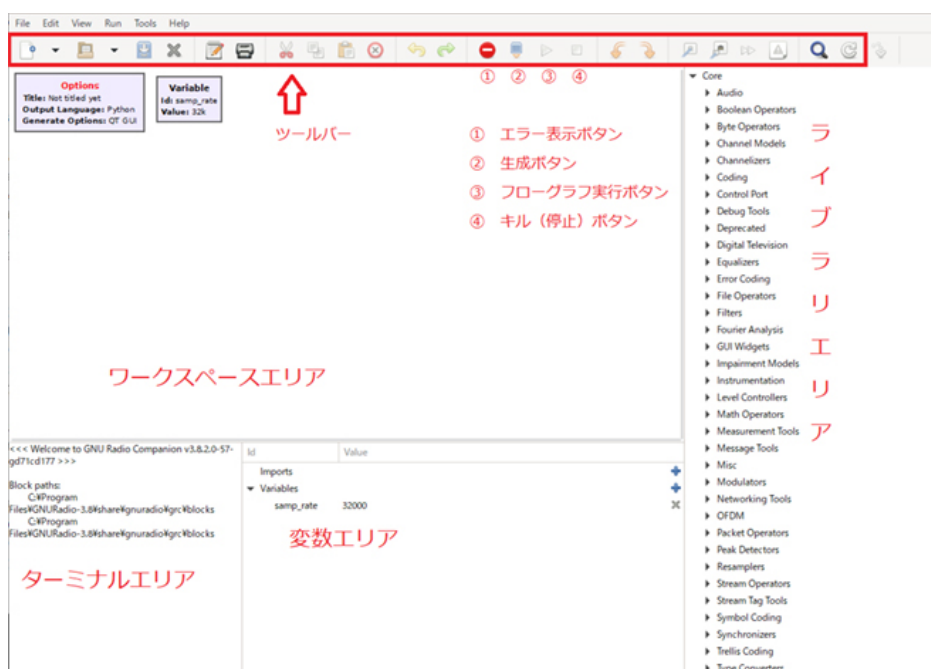 File Edit View Run Tools Help
Options
Title: Not titled yet
Output Language: Python
Generate Options: QT GUI
Variable
Id: samp_rate
Value: 32k
ツールバー
① ② ③ ④
① エラー表示ボタン
② 生成ボタン
③ フローグラフ実行ボタン
④ キル（停止）ボタン
ワークスペースエリア
Core
Audio
Boolean Operators
Byte Operators
Channel Models
Channelizers
Coding
Control Port
Debug Tools
Deprecated
Digital Television
Equalizers
Error Coding
File Operators
Filters
Fourier Analysis
GUI Widgets
Impairment Models
Instrumentation
Level Controllers
Math Operators
Measurement Tools
Message Tools
Misc
Modulators
Networking Tools
OFDM
Packet Operators
Peak Detectors
Resamplers
Stream Operators
Stream Tag Tools
Symbol Coding
Synchronizers
Trellis Coding
Type Converters
ライブラリエリア
<<< Welcome to GNU Radio Companion v3.8.2.0-57-
gd71cd177 >>>
Block paths:
C:¥Program
Files¥GNURadio-3.8¥share¥gnuradio¥grc¥blocks
C:¥Program
Files¥GNURadio-3.8¥share¥gnuradio¥grc¥blocks
ターミナルエリア
Id Value
Imports
Variables
samp_rate 32000
変数エリア